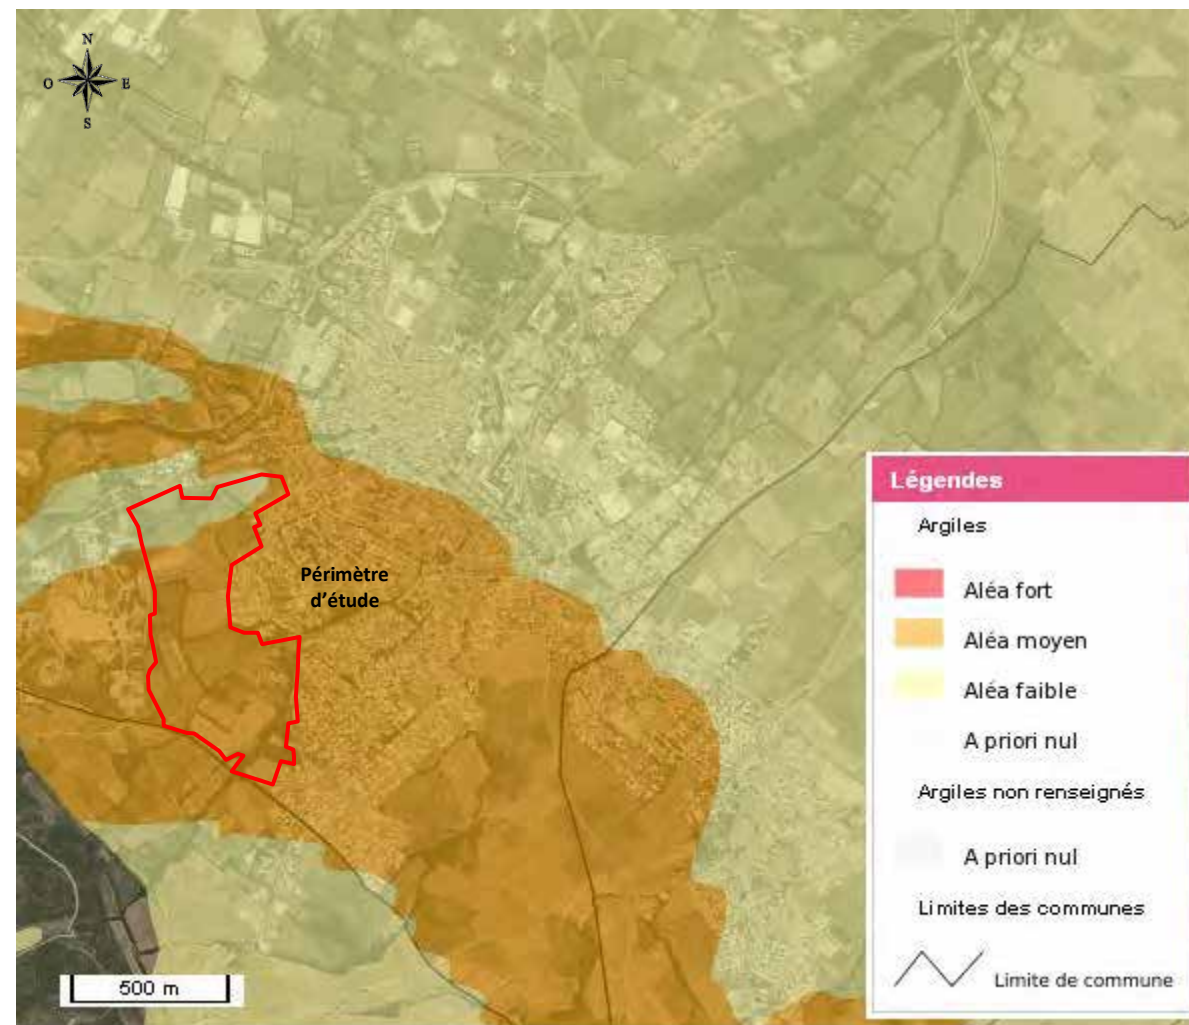 N
O E
S
Périmètre
d'étude
Légendes
Argiles
Aléa fort
Aléa moyen
Aléa faible
A priori nul
Argiles non renseignés
A priori nul
Limites des communes
Limite de commune
500 m